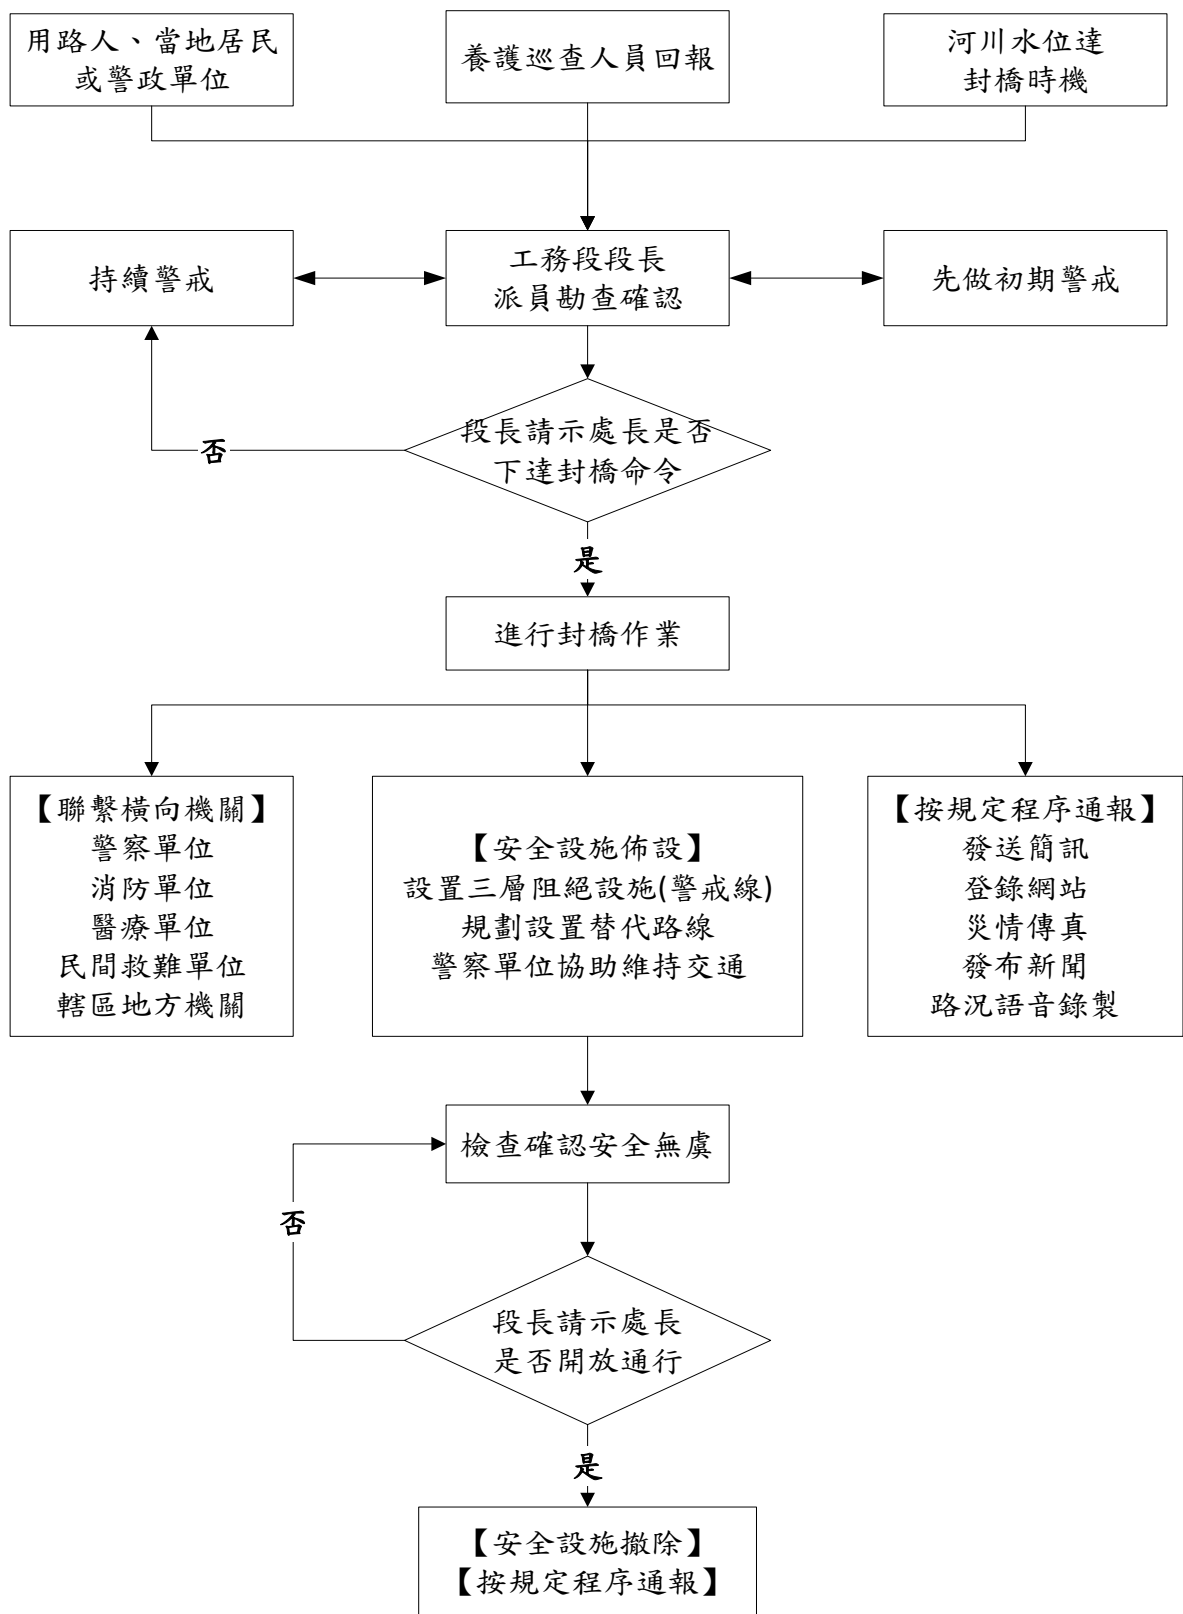 用路人、當地居民
或警政單位
養護巡查人員回報
河川水位達
封橋時機
持續警戒
工務段段長
派員勘查確認
先做初期警戒
段長請示處長是否
下達封橋命令
否
是
進行封橋作業
【聯繫橫向機關】
警察單位
消防單位
醫療單位
民間救難單位
轄區地方機關
【安全設施佈設】
設置三層阻絕設施(警戒線)
規劃設置替代路線
警察單位協助維持交通
【按規定程序通報】
發送簡訊
登錄網站
災情傳真
發布新聞
路況語音錄製
檢查確認安全無虞
否
段長請示處長
是否開放通行
是
【安全設施撤除】
【按規定程序通報】